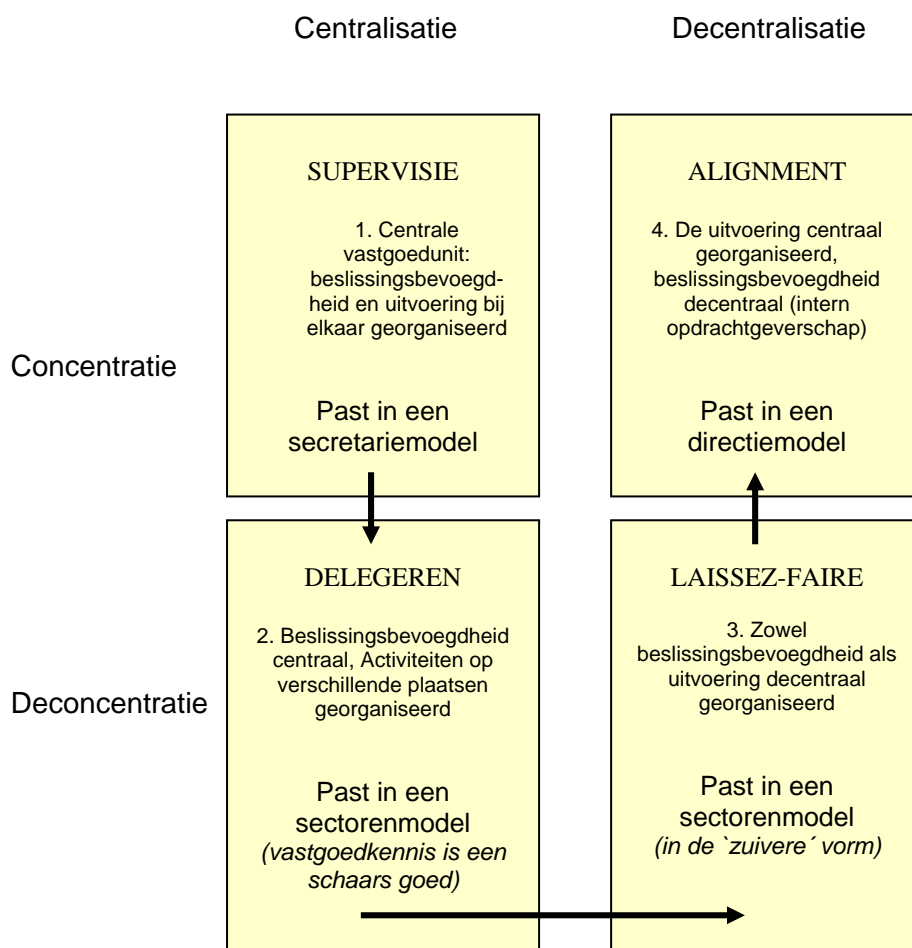 Centralisatie
Decentralisatie
SUPERVISIE
1. Centrale
vastgoedunit:
beslissingsbevoegd-
heid en uitvoering bij
elkaar georganiseerd
Past in een
secretariemodel
ALIGNMENT
4. De uitvoering centraal
georganiseerd,
beslissingsbevoegdheid
decentraal (intern
opdrachtgeverschap)
Past in een
directiemodel
Concentratie
DELEGEREN
2. Beslissingsbevoegdheid
centraal, Activiteiten op
verschillende plaatsen
georganiseerd
Past in een
sectorenmodel
(vastgoedkennis is een
schaars goed)
LAISSEZ-FAIRE
3. Zowel
beslissingsbevoegdheid als
uitvoering decentraal
georganiseerd
Past in een
sectorenmodel
(in de `zuivere´ vorm)
Deconcentratie